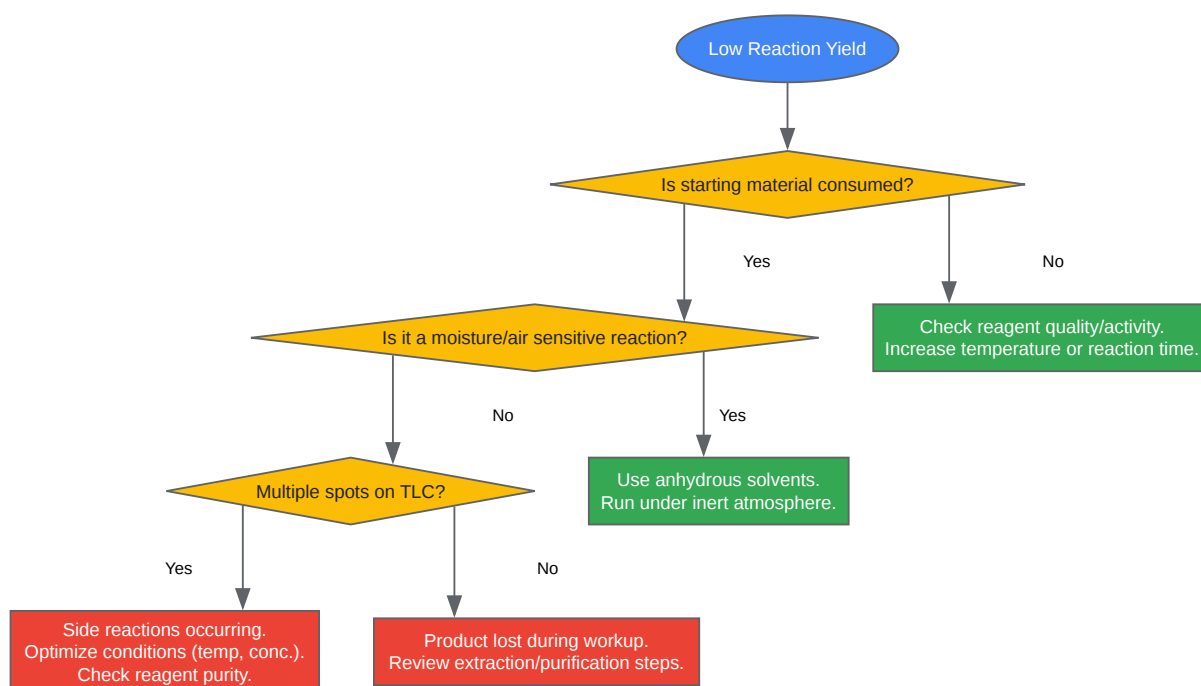 Low Reaction Yield
Is starting material consumed?
Yes
No
Is it a moisture/air sensitive reaction?
Check reagent quality/activity.
Increase temperature or reaction time.
No
Yes
Multiple spots on TLC?
Use anhydrous solvents.
Run under inert atmosphere.
Yes
No
Side reactions occurring.
Optimize conditions (temp, conc.).
Check reagent purity.
Product lost during workup.
Review extraction/purification steps.